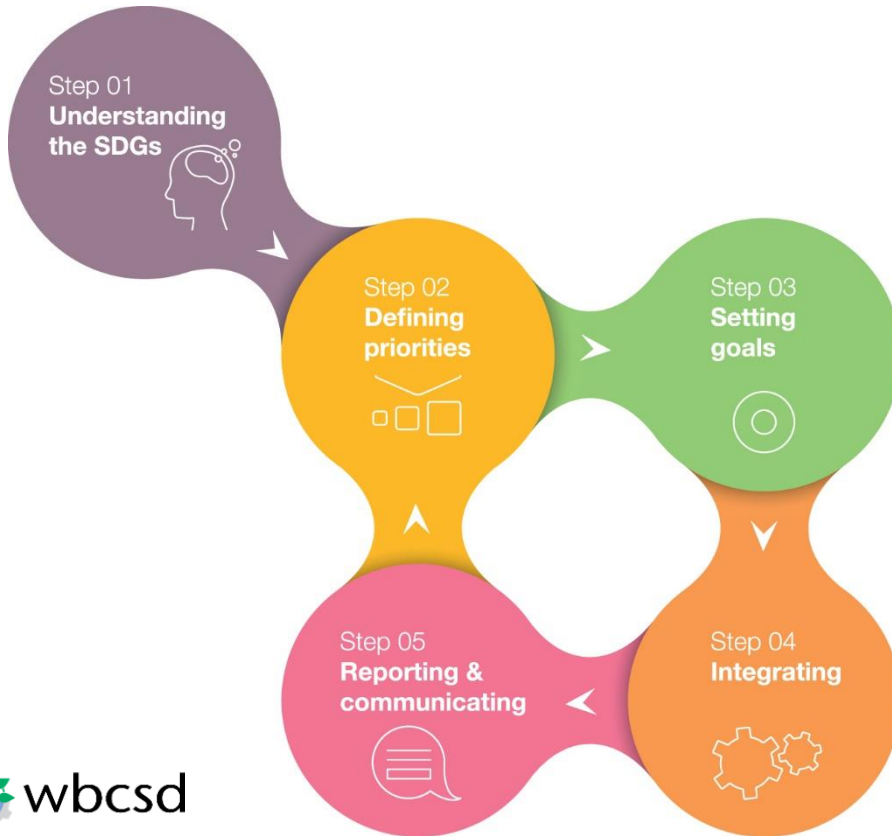 Step 01
Understanding
the SDGs
Step 02
Defining
priorities
Step 03
Setting
goals
Step 04
Integrating
Step 05
Reporting &
communicating
wbcsd